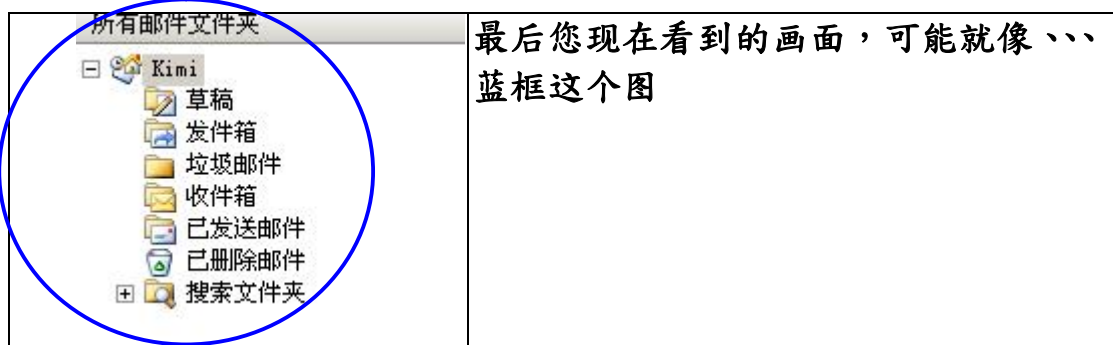 所有邮件文件夹
Kimi
草稿
发件箱
垃圾邮件
收件箱
已发送邮件
已删除邮件
搜索文件夹
最后您现在看到的画面，可能就像、、、
蓝框这个图